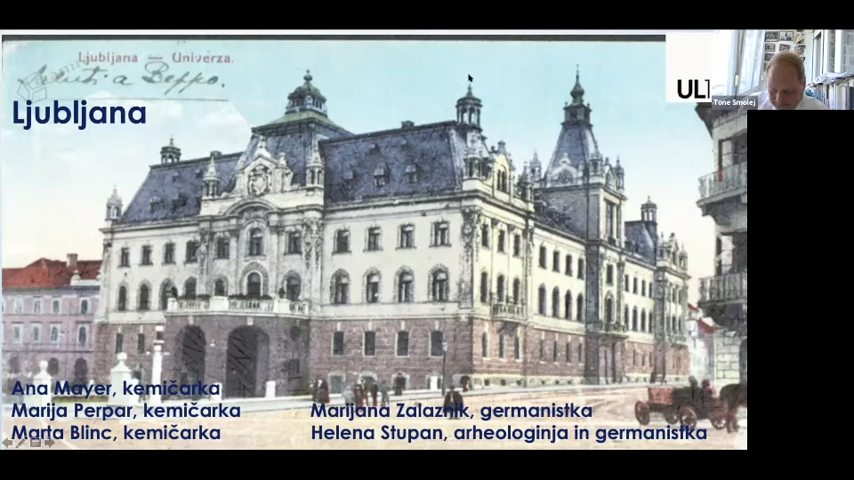 Ljubljana — Univerza.
Ljubljana
UL
Tone Smolej
Ana Mayer, kemičarka
Marija Perpar, kemičarka
Marta Blinc, kemičarka
Marijana Zalaznik, germanistka
Helena Stupan, arheologinja in germanistka